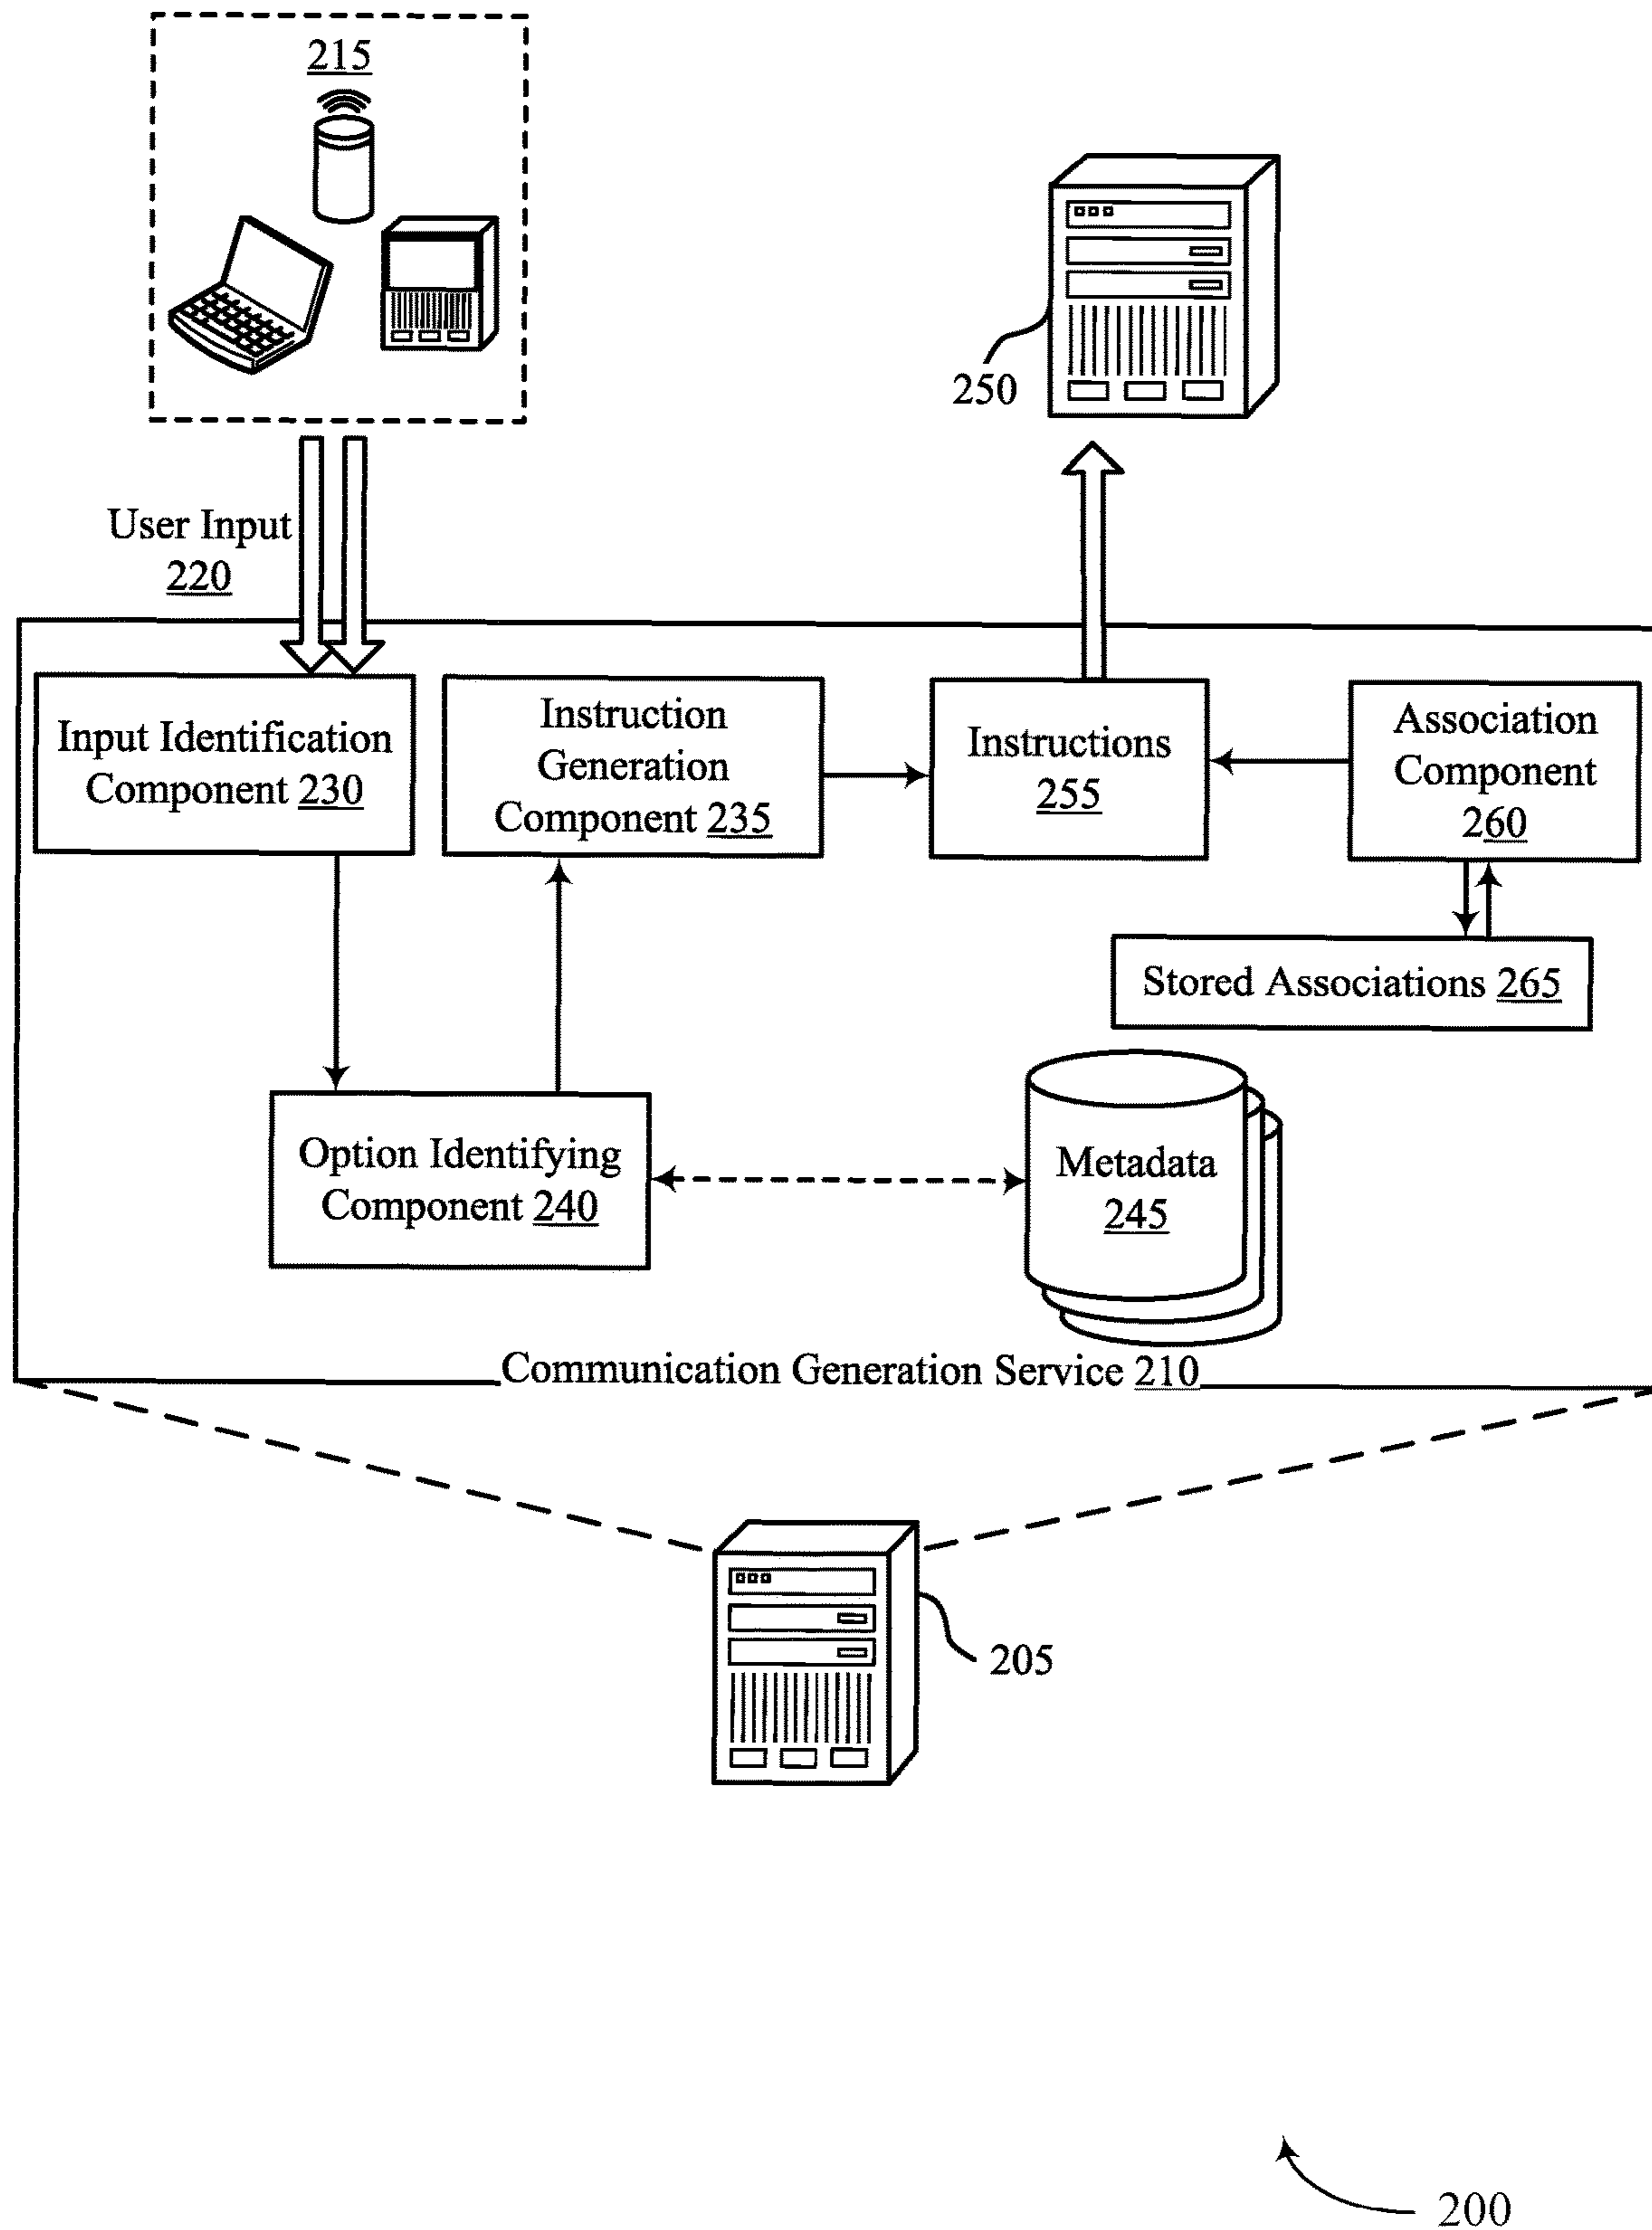 215
250
User Input
220
Input Identification
Component 230
Instruction
Generation
Component 235
Instructions
255
Association
Component
260
Stored Associations 265
Option Identifying
Component 240
Metadata
245
Communication Generation Service 210
205
200